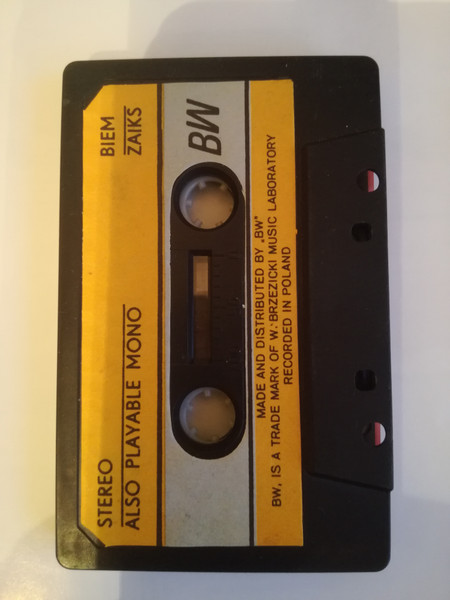 STEREO
ALSO PLAYABLE MONO
BIEM
ZAIKS
BW
MADE AND DISTRIBUTED BY „BW"
BW, IS A TRADE MARK OF W. BRZEZICKI MUSIC LABORATORY
RECORDED IN POLAND